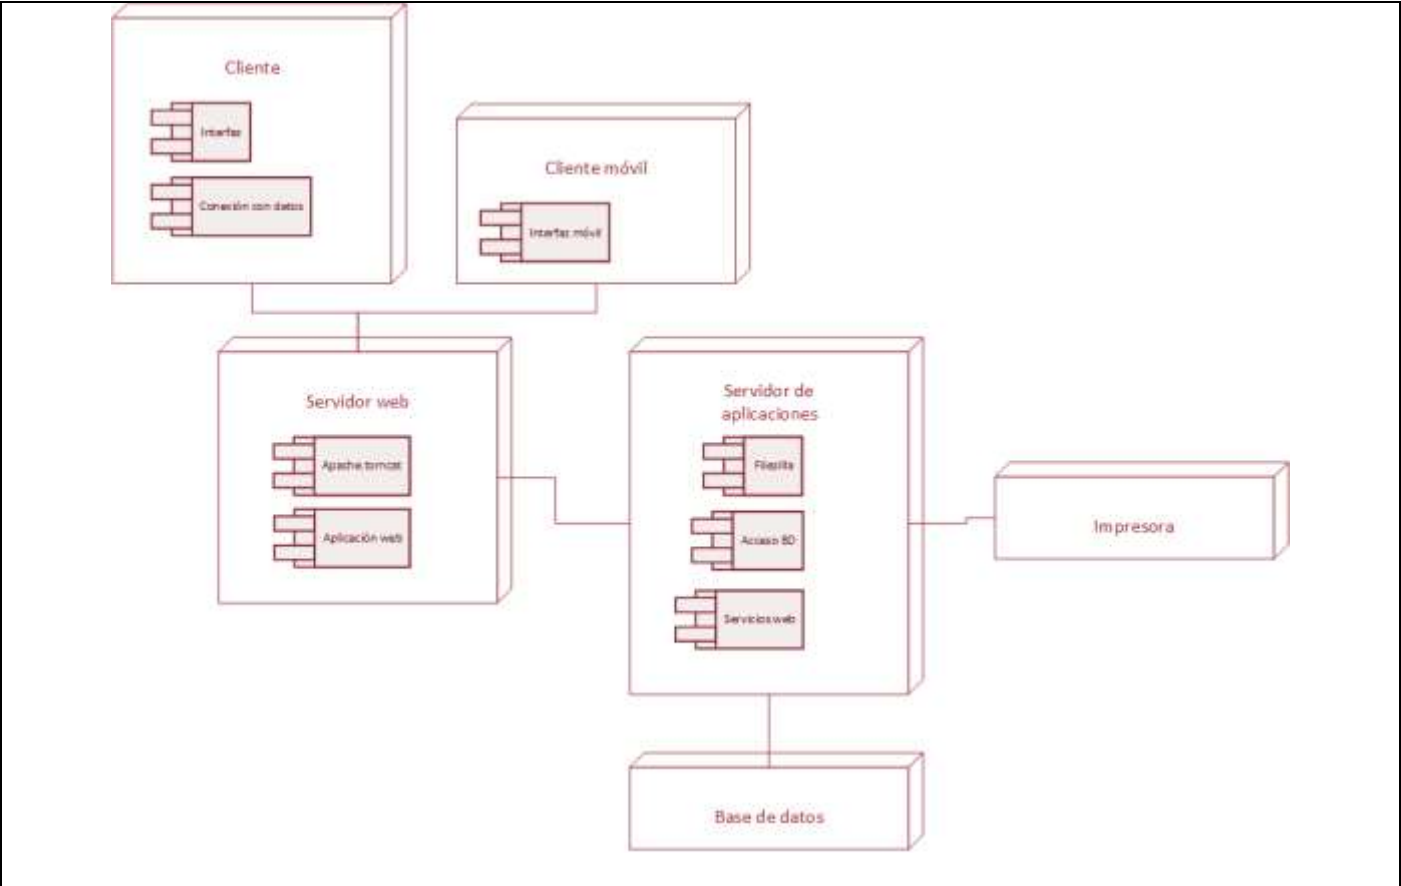 Cliente
Interfaz
Conexión con datos
Cliente móvil
Interfaz móvil
Servidor web
Apache tomcat
Aplicación web
Servidor de
aplicaciones
Acceso BD
Servicios web
Impresora
Base de datos